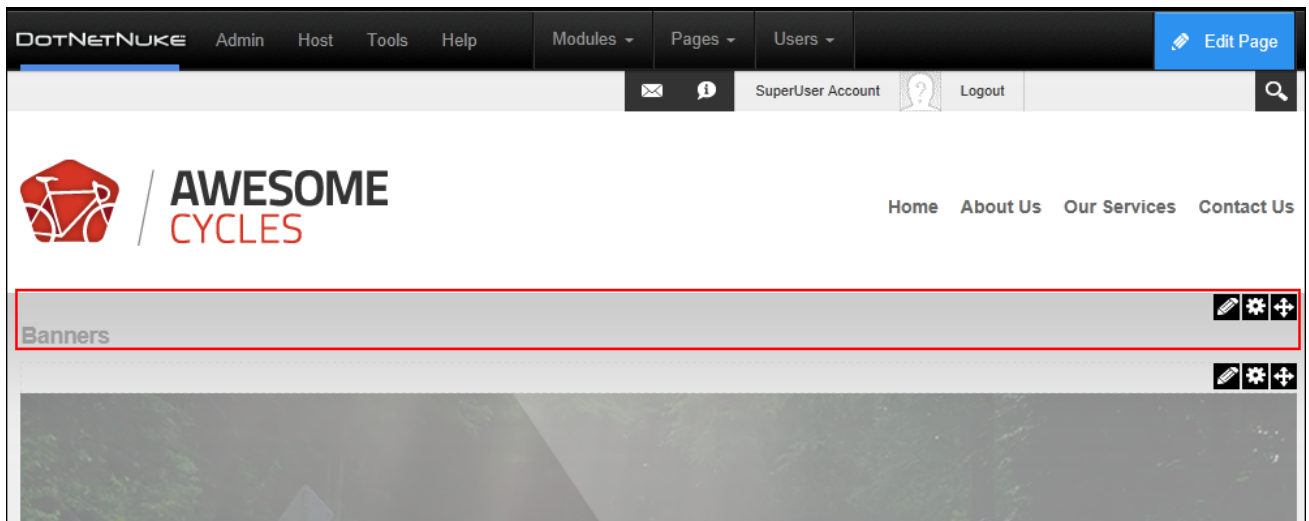 DotNetNuke Admin Host Tools Help Modules Pages Users Edit Page
SuperUser Account Logout
AWESOME
CYCLES
Home About Us Our Services Contact Us
Banners